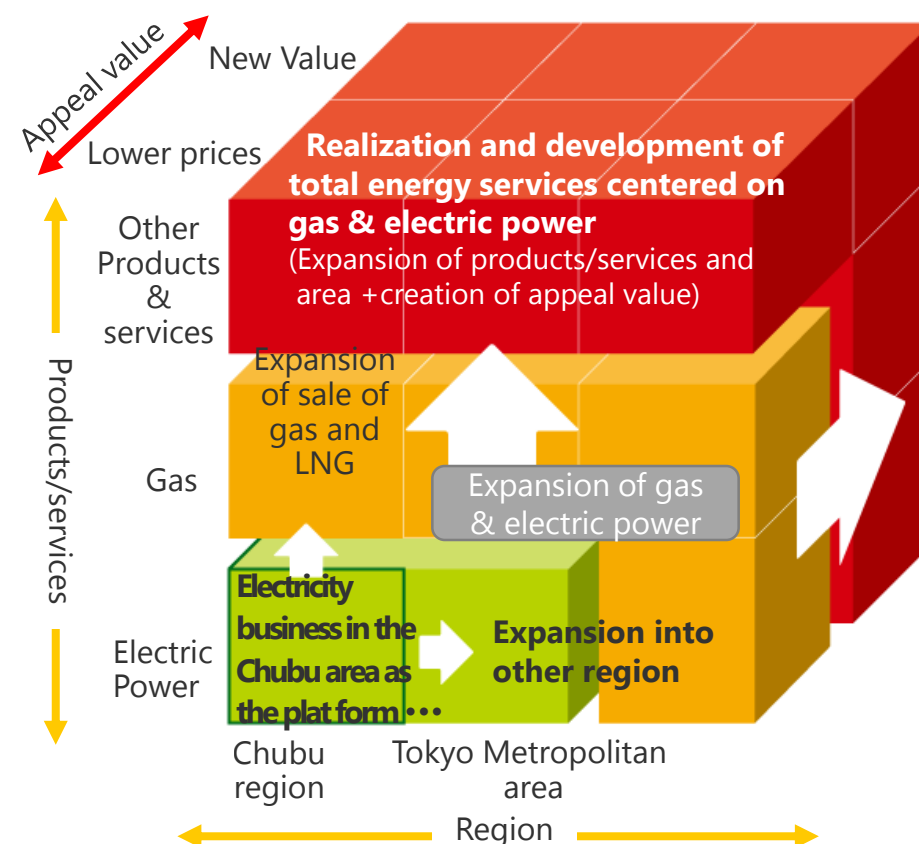 Appeal value
New Value
Lower prices
Realization and development of
total energy services centered on
gas & electric power
(Expansion of products/services and
area +creation of appeal value)
Other
Products
&
services
Products/services
Expansion
of sale of
gas and
LNG
Gas
Expansion of gas
& electric power
Electric
Power
Electricity
business in the
Chubu area as
the plat form ･･･
Expansion into
other region
Chubu
region
Tokyo Metropolitan
area
Region